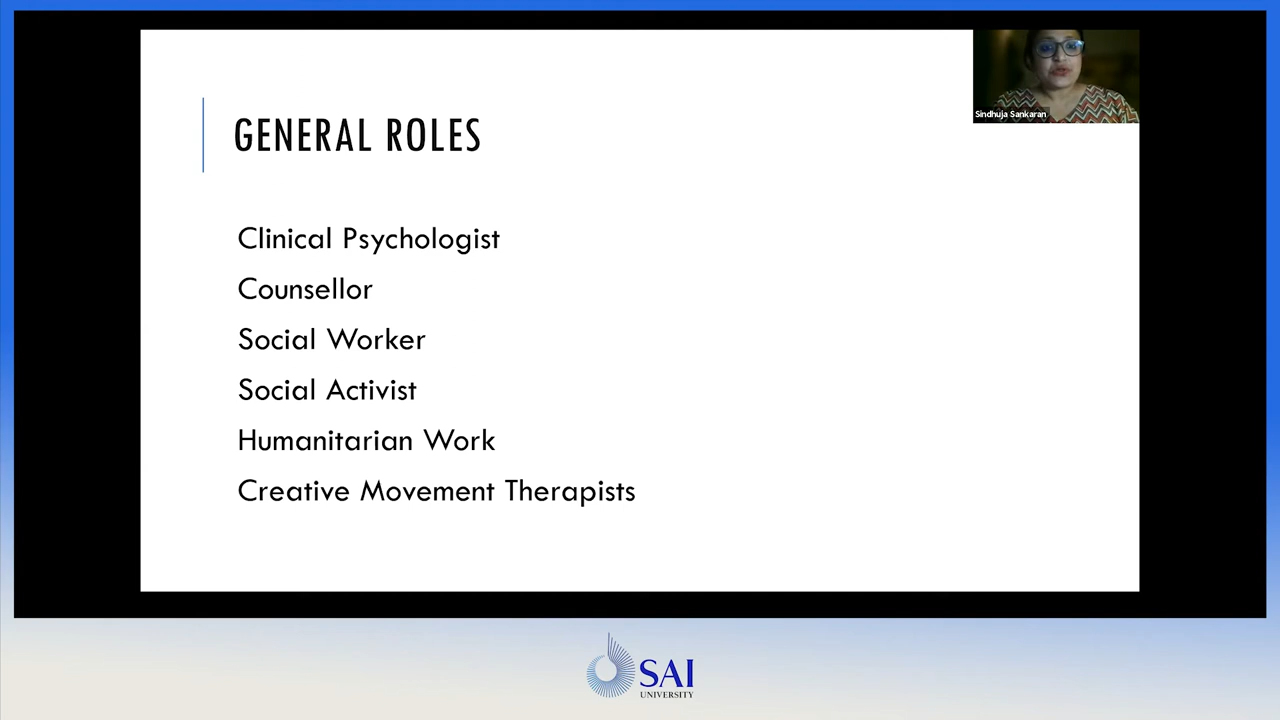 Sindhuja Sankaran
GENERAL ROLES
Clinical Psychologist
Counsellor
Social Worker
Social Activist
Humanitarian Work
Creative Movement Therapists
SAI
UNIVERSITY